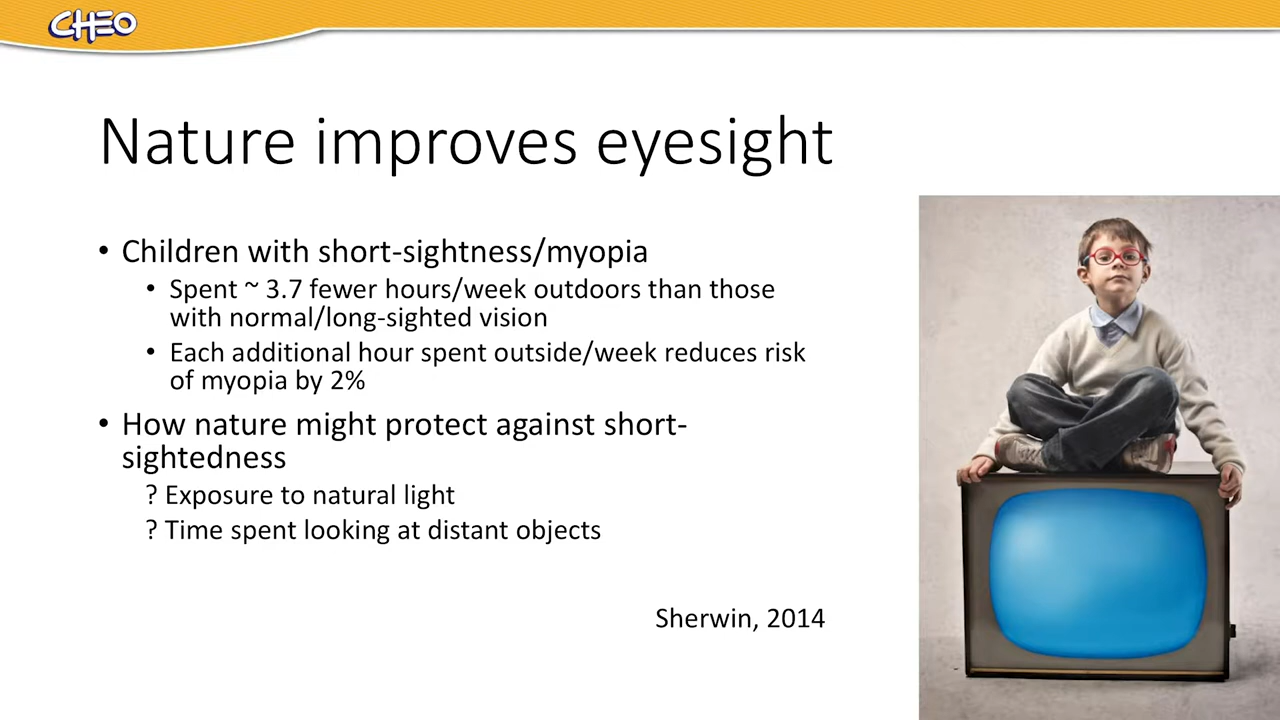 CHEO
Nature improves eyesight
• Children with short-sightness/myopia
• Spent ~ 3.7 fewer hours/week outdoors than those
with normal/long-sighted vision
• Each additional hour spent outside/week reduces risk
of myopia by 2%
• How nature might protect against short-
sightedness
? Exposure to natural light
? Time spent looking at distant objects
Sherwin, 2014